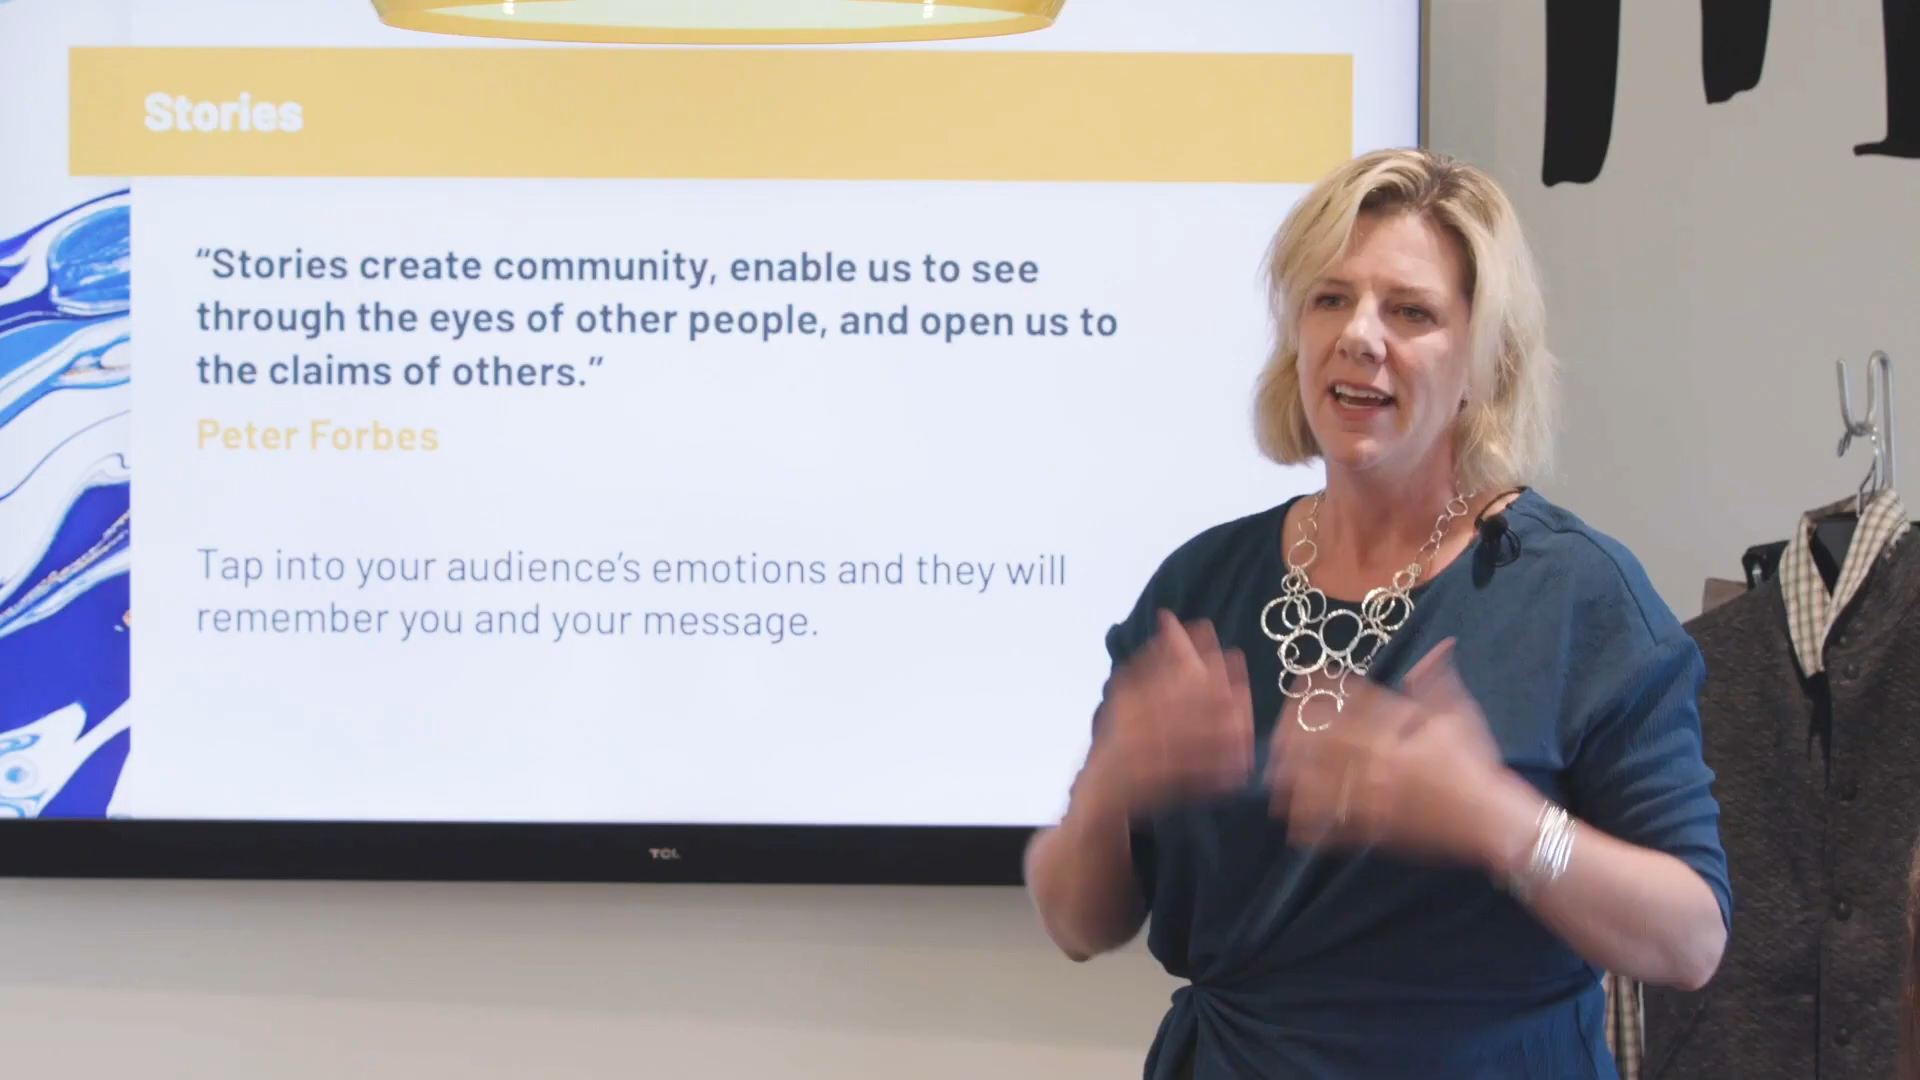 Stories
“Stories create community, enable us to see
through the eyes of other people, and open us to
the claims of others.”
Peter Forbes
Tap into your audience’s emotions and they will
remember you and your message.
TCL